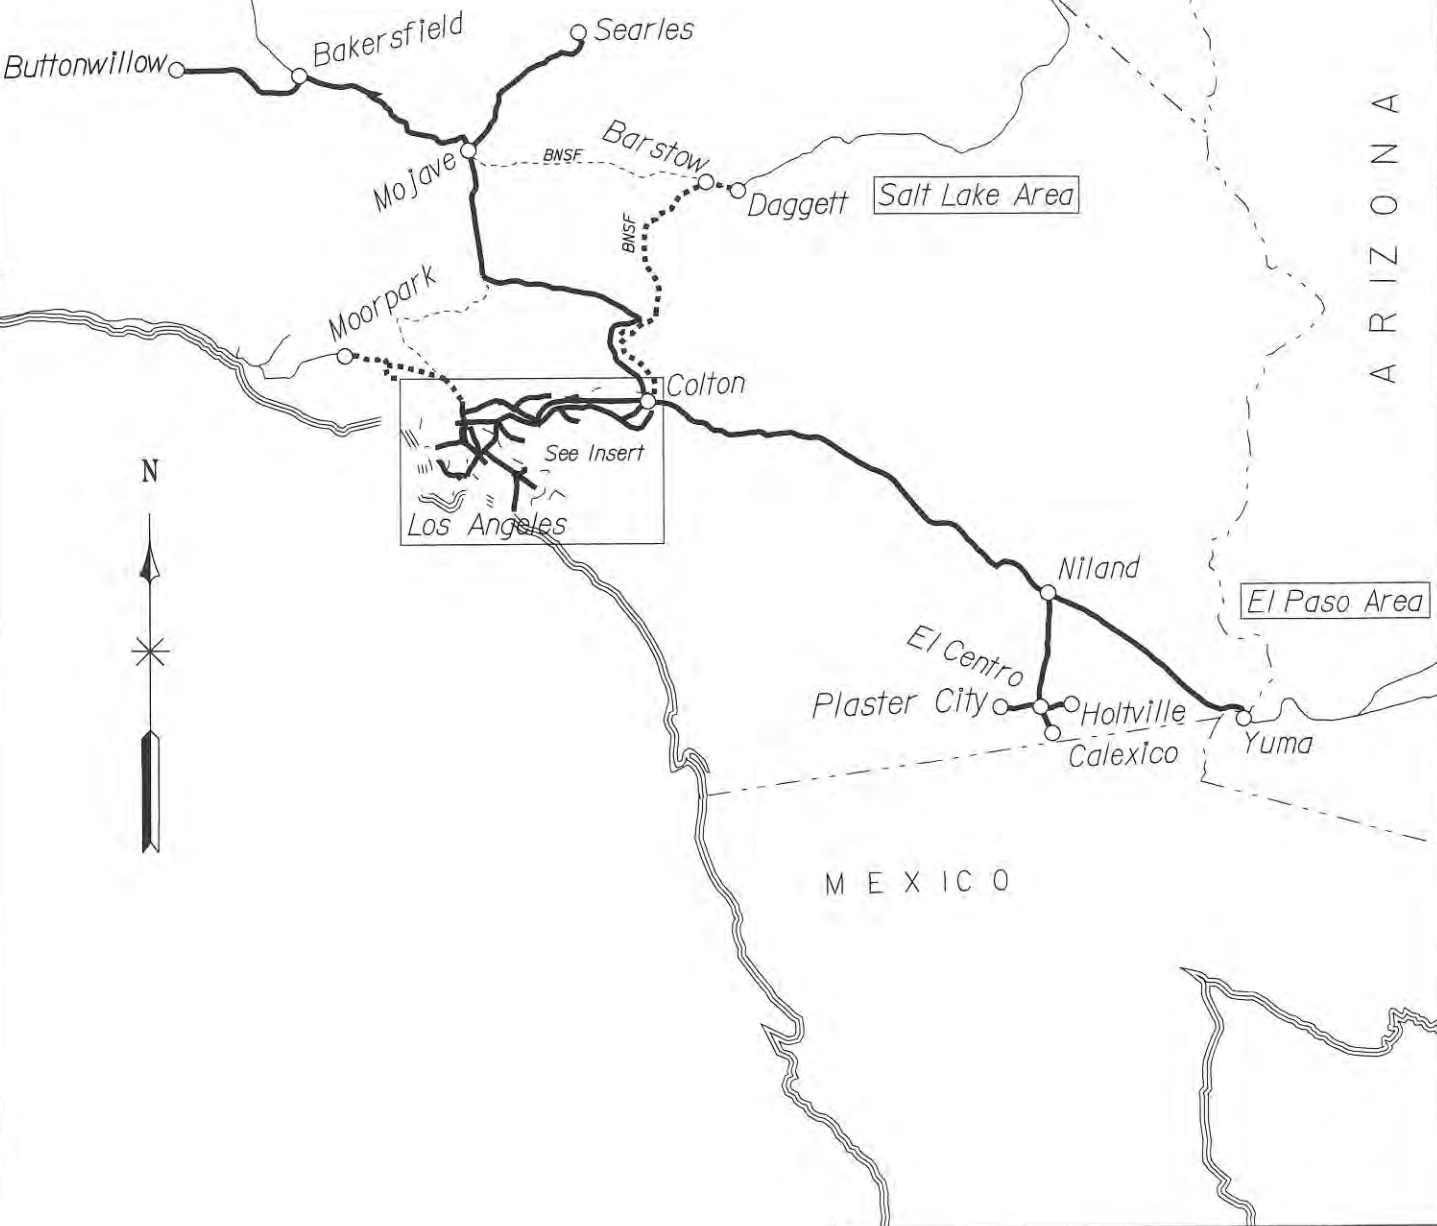 Searles
Bakersfield
Buttonwillow
Barstow
BNSF
Mojave
Daggett
Salt Lake Area
ARIZONA
BNSF
Moorpark
Colton
See Insert
N
Los Angeles
Niland
El Paso Area
El Centro
Plaster City
Holtville
Yuma
Calexico
MEXICO